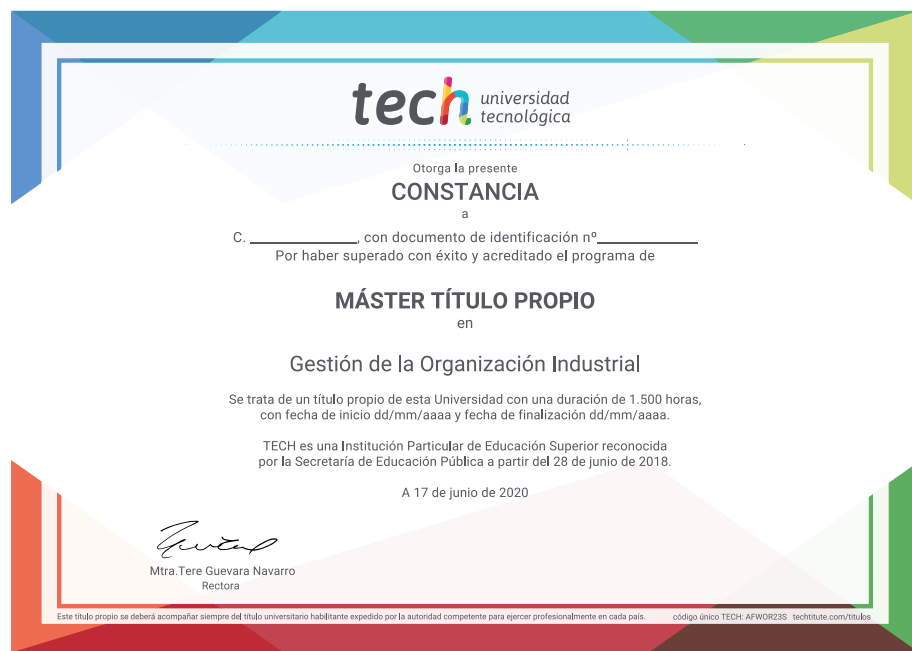 tech universidad
tecnológica
Otorga la presente
CONSTANCIA
a
C. ____________, con documento de identificación nº____________
Por haber superado con éxito y acreditado el programa de
MÁSTER TÍTULO PROPIO
en
Gestión de la Organización Industrial
Se trata de un título propio de esta Universidad con una duración de 1.500 horas,
con fecha de inicio dd/mm/aaaa y fecha de finalización dd/mm/aaaa.
TECH es una Institución Particular de Educación Superior reconocida
por la Secretaría de Educación Pública a partir del 28 de junio de 2018.
A 17 de junio de 2020
Mtra.Tere Guevara Navarro
Rectora
Este título propio se deberá acompañar siempre del título universitario habilitante expedido por la autoridad competente para ejercer profesionalmente en cada país. código único TECH: AFWOR23S techtitute.com/titulos